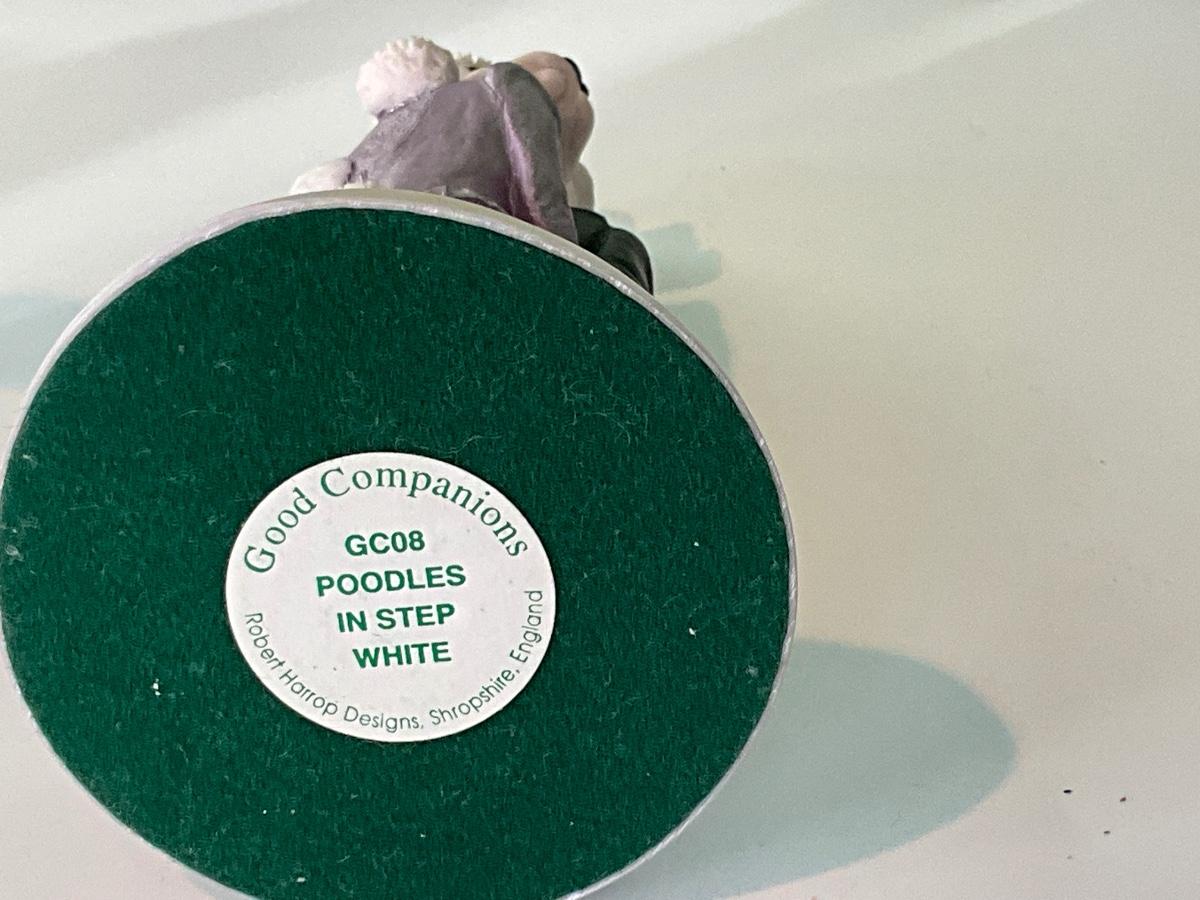 Good Companions
GC08
POODLES
IN STEP
WHITE
Robert Harrop Designs, Shropshire, England